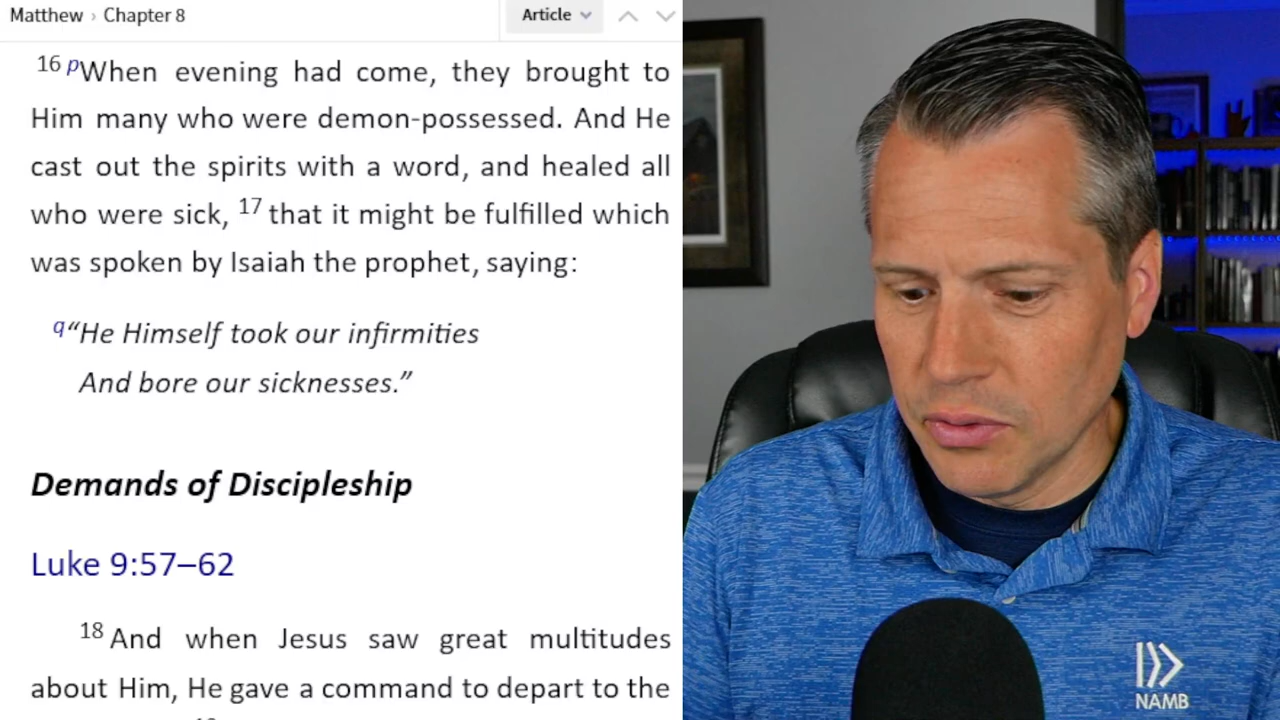 Matthew › Chapter 8
Article
16 pWhen evening had come, they brought to
Him many who were demon-possessed. And He
cast out the spirits with a word, and healed all
who were sick, 17 that it might be fulfilled which
was spoken by Isaiah the prophet, saying:
q“He Himself took our infirmities
And bore our sicknesses.”
Demands of Discipleship
Luke 9:57–62
18 And when Jesus saw great multitudes
about Him, He gave a command to depart to the
NAMB